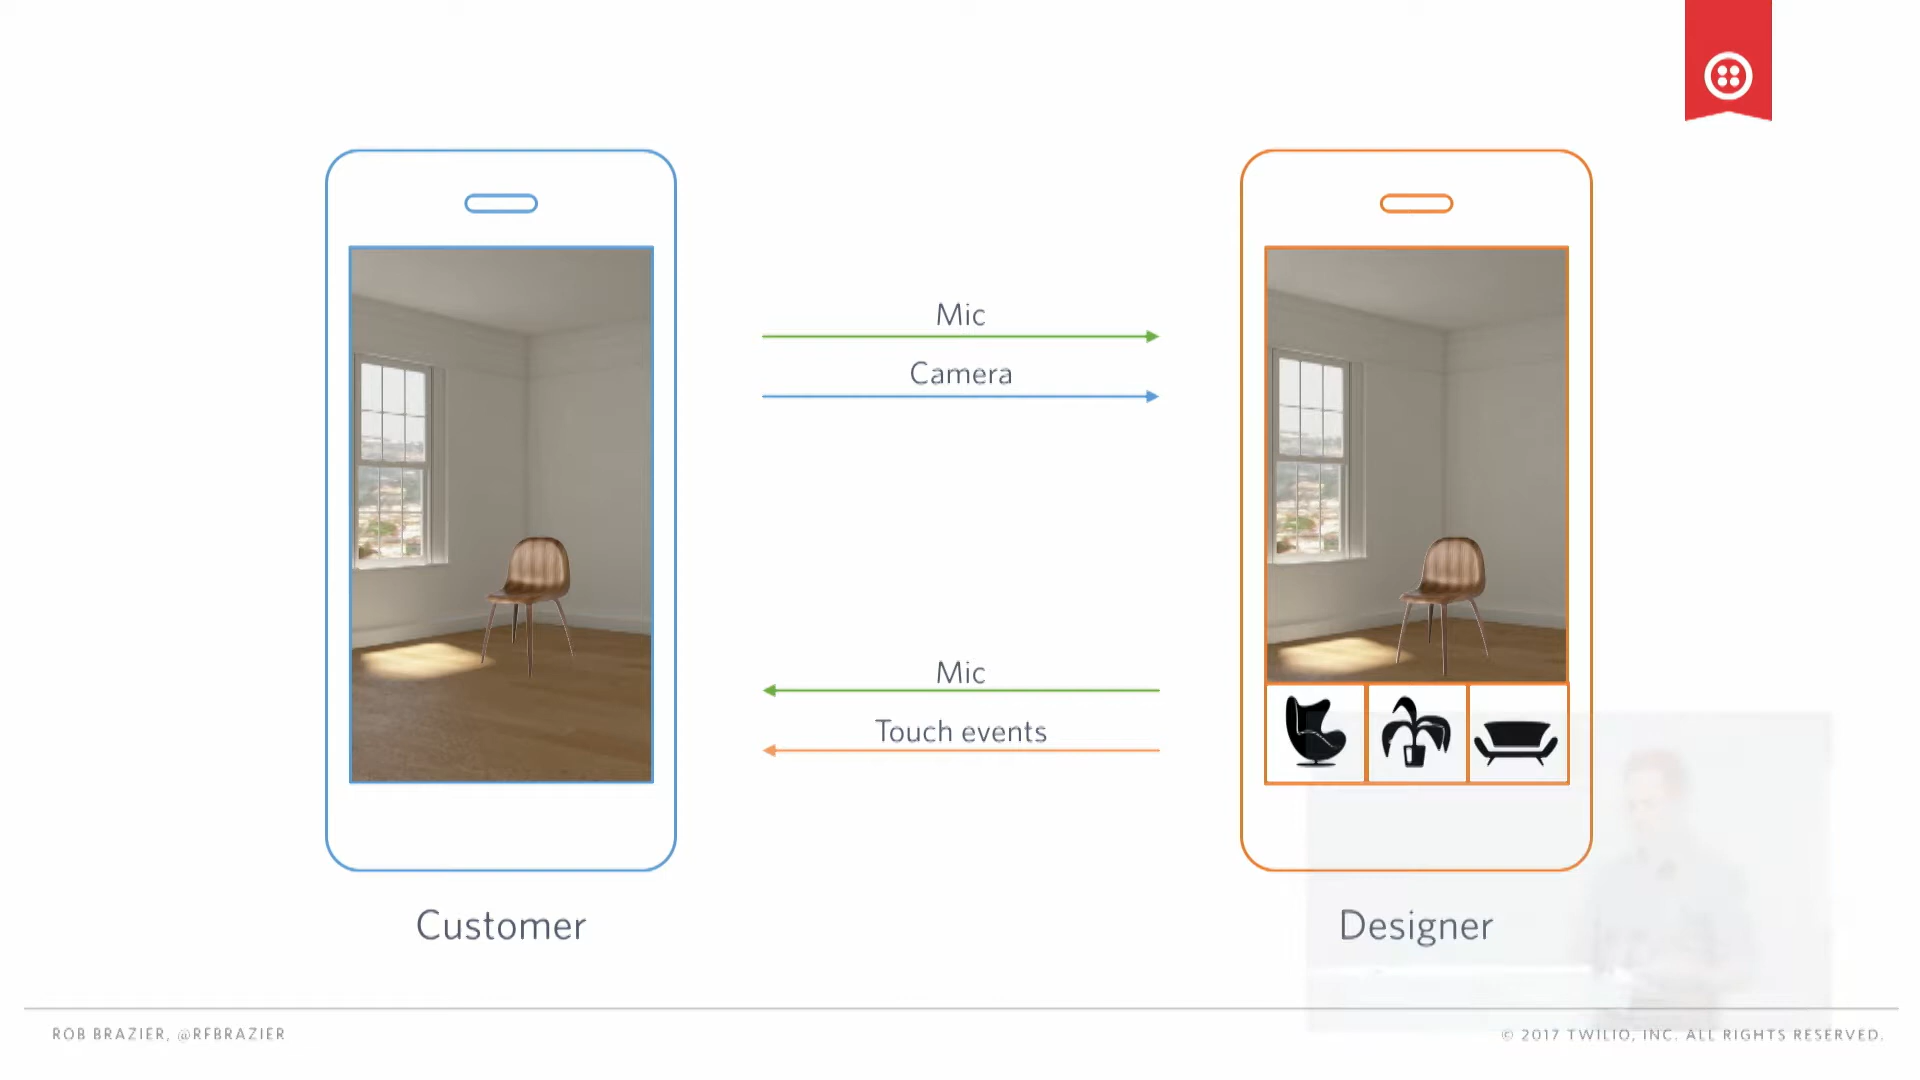 Mic
Camera
Mic
Touch events
Customer
Designer
ROB BRAZIER, @RFBRAZIER
© 2017 TWILIO, INC. ALL RIGHTS RESERVED.